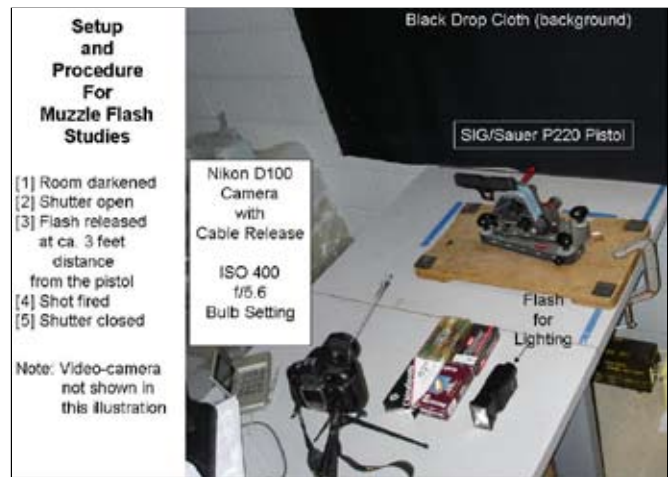 Setup
and
Procedure
For
Muzzle Flash
Studies
[1] Room darkened
[2] Shutter open
[3] Flash released
at ca. 3 feet
distance
from the pistol
[4] Shot fired
[5] Shutter closed
Note: Video-camera
not shown in
this illustration
Black Drop Cloth (background)
SIG/Sauer P220 Pistol
Nikon D100
Camera
with
Cable Release
ISO 400
f/5.6
Bulb Setting
Flash
for
Lighting